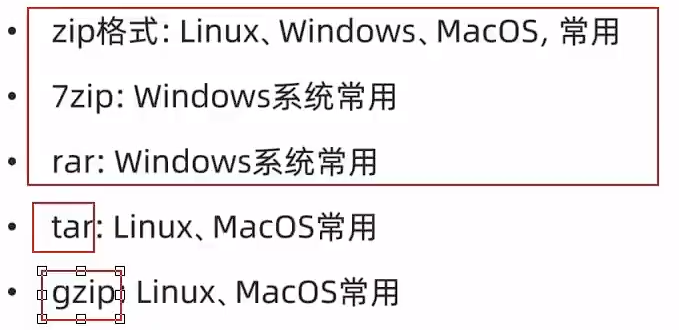 • zip格式：Linux、Windows、MacOS, 常用
• 7zip: Windows系统常用
• rar: Windows系统常用
• tar: Linux、MacOS常用
• gzip: Linux、MacOS常用